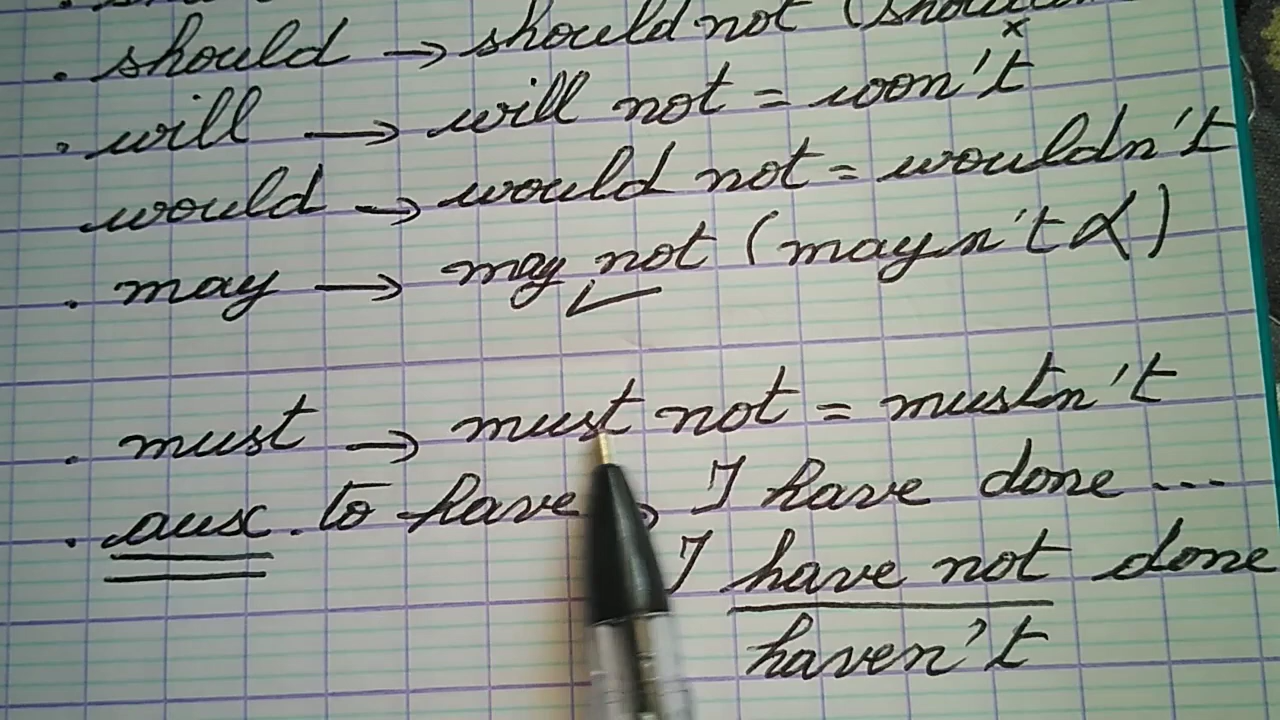 . should → should not (should
x
. will → will not = won't
would → would not = wouldn't
. may → may not (mayn't X)
. must → must not = mustn't
. aux. to have → I have done ...
I have not done
haven't